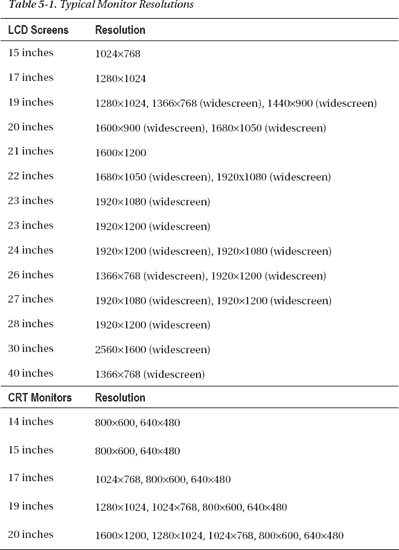 Table 5-1. Typical Monitor Resolutions
LCD Screens Resolution
15 inches 1024×768
17 inches 1280×1024
19 inches 1280×1024, 1366×768 (widescreen), 1440×900 (widescreen)
20 inches 1600×900 (widescreen), 1680×1050 (widescreen)
21 inches 1600×1200
22 inches 1680×1050 (widescreen), 1920x1080 (widescreen)
23 inches 1920×1080 (widescreen)
23 inches 1920×1200 (widescreen)
24 inches 1920×1200 (widescreen), 1920×1080 (widescreen)
26 inches 1366×768 (widescreen), 1920×1200 (widescreen)
27 inches 1920×1080 (widescreen), 1920×1200 (widescreen)
28 inches 1920×1200 (widescreen)
30 inches 2560×1600 (widescreen)
40 inches 1366×768 (widescreen)
CRT Monitors Resolution
14 inches 800×600, 640×480
15 inches 800×600, 640×480
17 inches 1024×768, 800×600, 640×480
19 inches 1280×1024, 1024×768, 800×600, 640×480
20 inches 1600×1200, 1280×1024, 1024×768, 800×600, 640×480